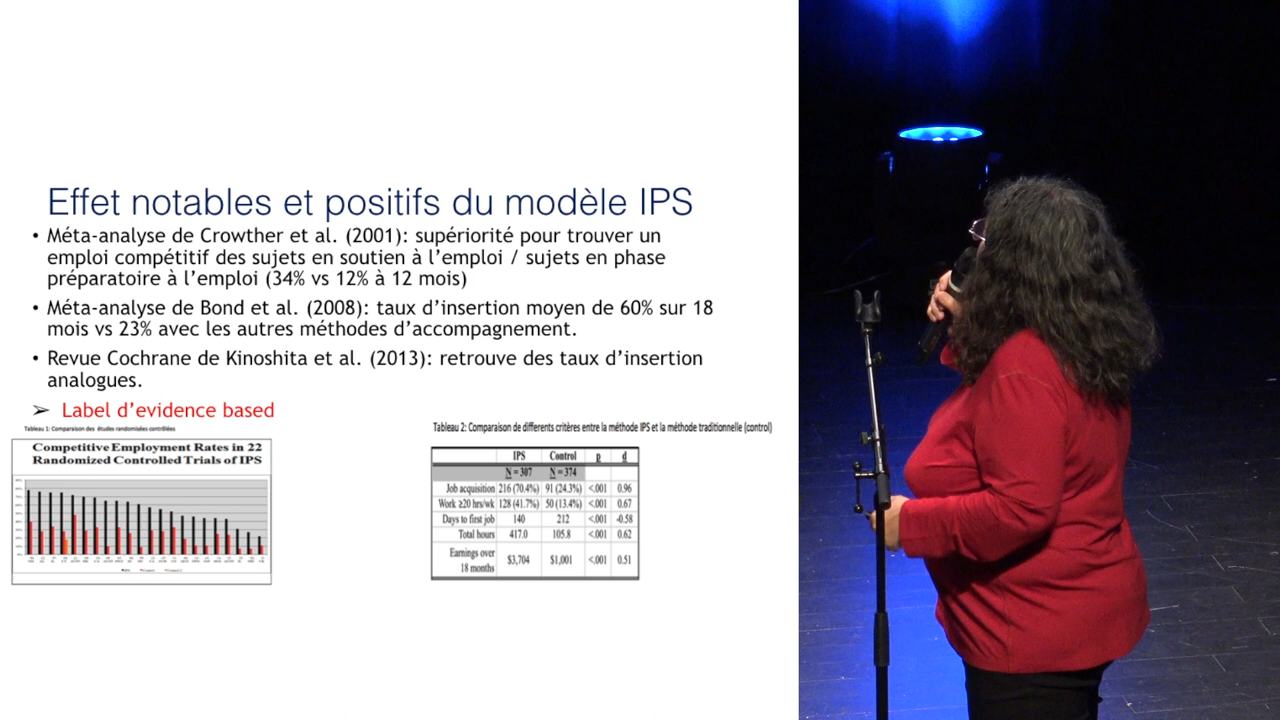 Effet notables et positifs du modèle IPS
• Méta-analyse de Crowther et al. (2001): supériorité pour trouver un
emploi compétitif des sujets en soutien à l’emploi / sujets en phase
préparatoire à l’emploi (34% vs 12% à 12 mois)
• Méta-analyse de Bond et al. (2008): taux d’insertion moyen de 60% sur 18
mois vs 23% avec les autres méthodes d’accompagnement.
• Revue Cochrane de Kinoshita et al. (2013): retrouve des taux d’insertion
analogues.
➢ Label d’evidence based
Tableau 1: Comparaison des études randomisées contrôlées
Competitive Employment Rates in 22
Randomized Controlled Trials of IPS
Tableau 2: Comparaison de differents critères entre la méthode IPS et la méthode traditionnelle (control)
IPS Control p d
N = 307 N = 374
Job acquisition 216 (70.4%) 91 (24.3%) <.001 0.96
Work ≥20 hrs/wk 128 (41.7%) 50 (13.4%) <.001 0.67
Days to first job 140 212 <.001 -0.58
Total hours 417.0 105.8 <.001 0.62
Earnings over
18 months $3,704 $1,001 <.001 0.51